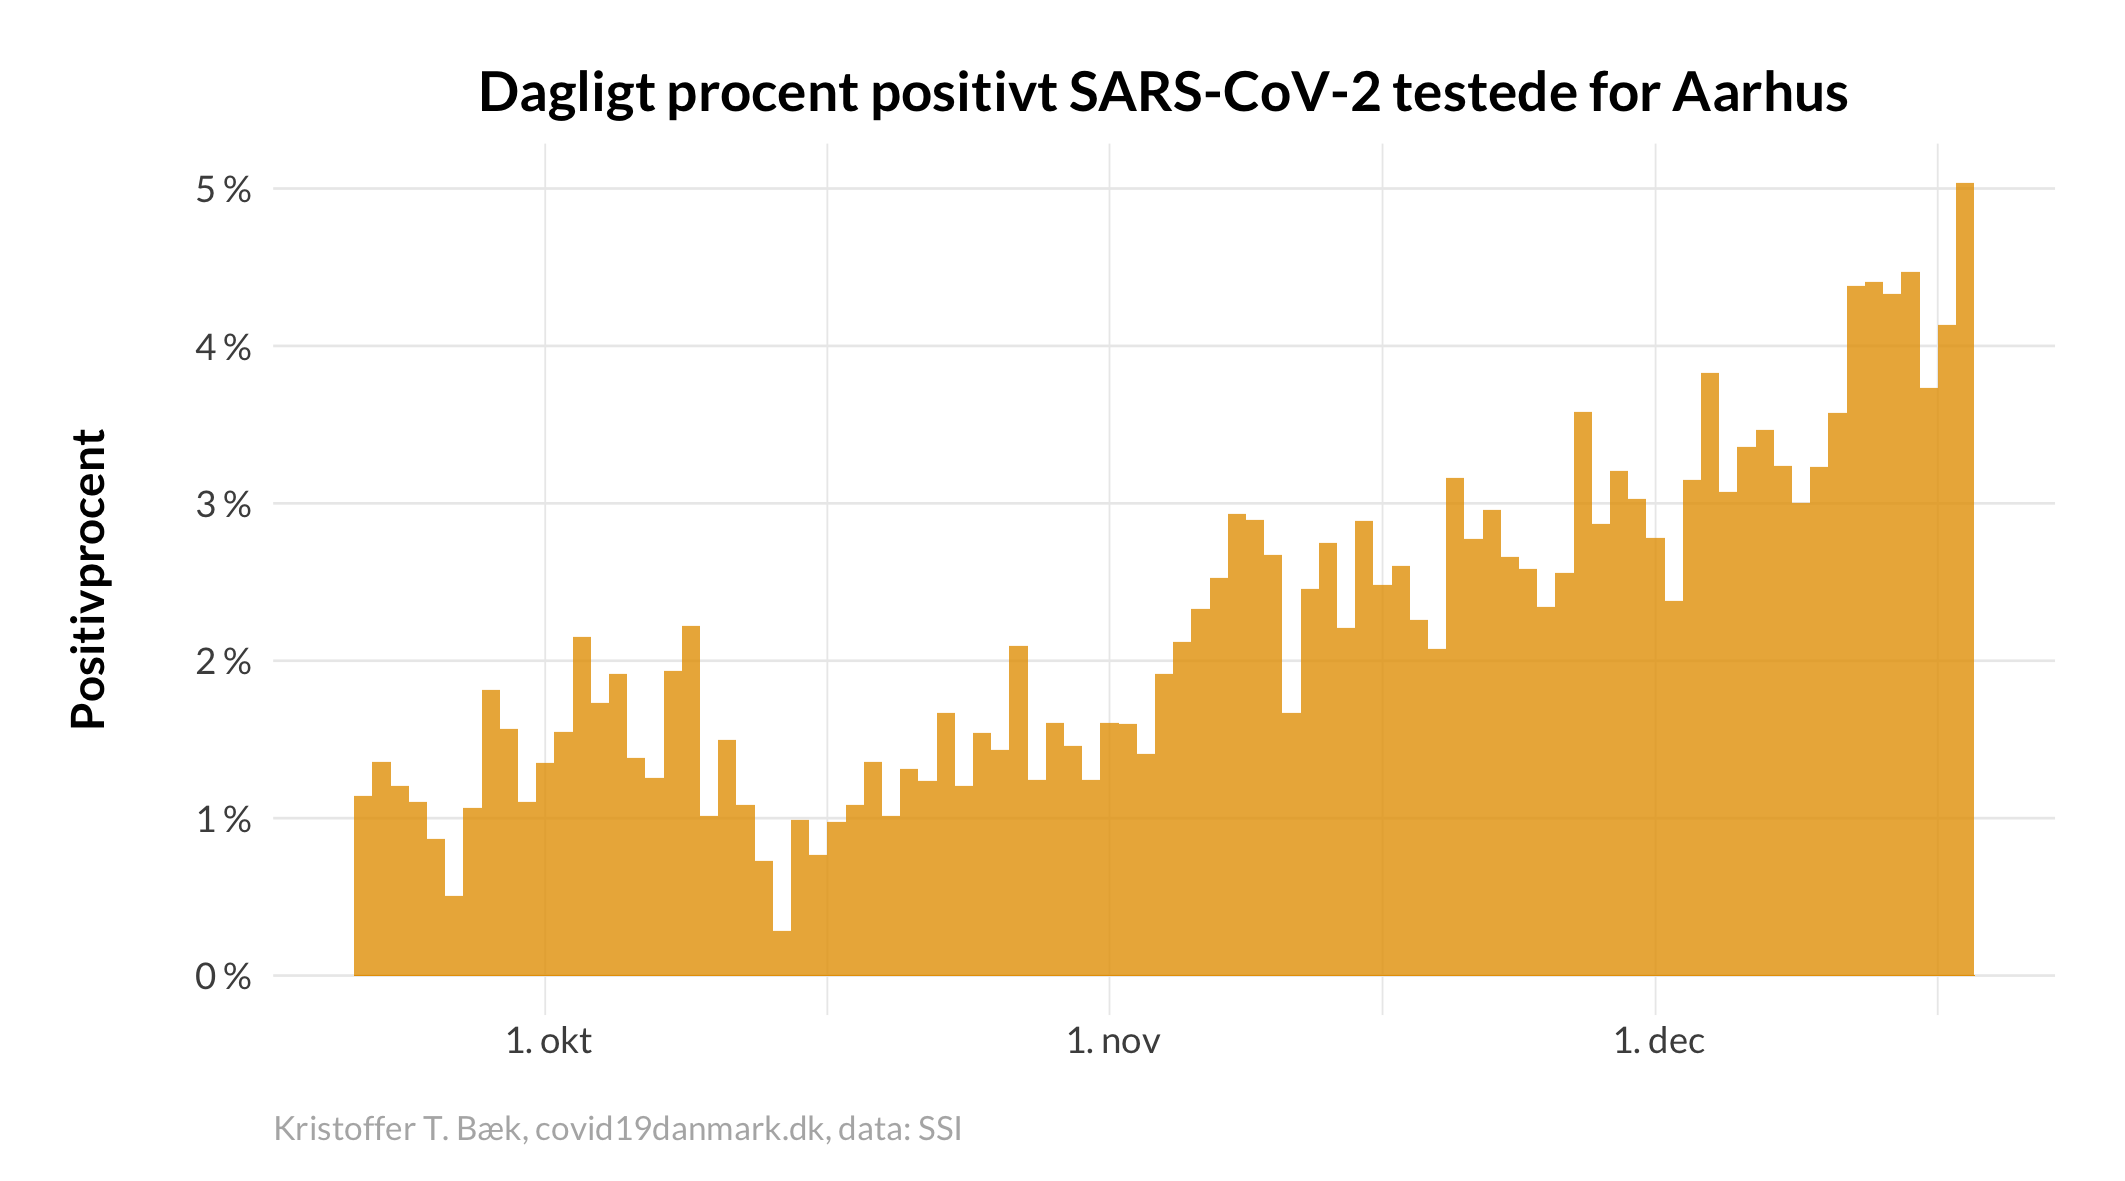 Dagligt procent positivt SARS-CoV-2 testede for Aarhus
Positivprocent
5 %
4 %
3 %
2 %
1 %
0 %
1. okt
1. nov
1. dec
Kristoffer T. Bæk, covid19danmark.dk, data: SSI